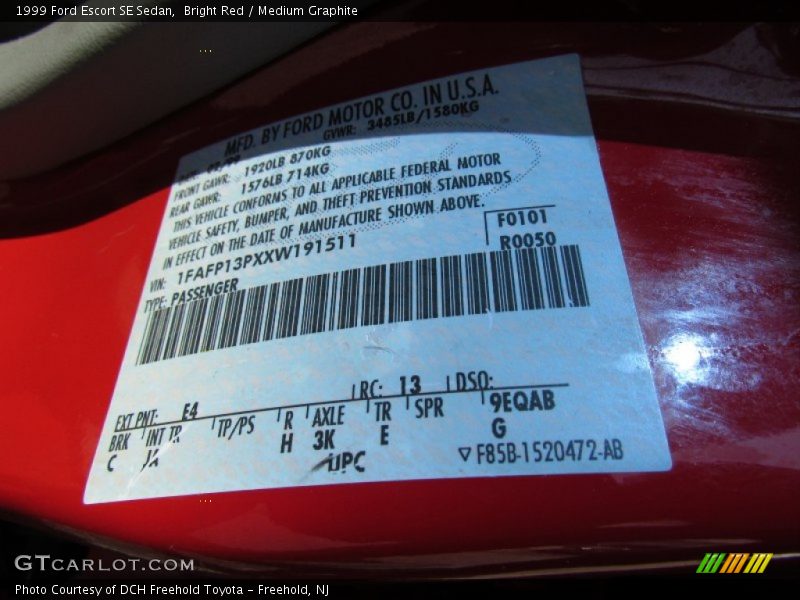 1999 Ford Escort SE Sedan, Bright Red / Medium Graphite
MFD. BY FORD MOTOR CO. IN U.S.A.
GVWR: 3485LB/1580KG
FRONT GAWR: 1920LB 870KG
REAR GAWR: 1576LB 714KG
THIS VEHICLE CONFORMS TO ALL APPLICABLE FEDERAL MOTOR
VEHICLE SAFETY, BUMPER, AND THEFT PREVENTION STANDARDS
IN EFFECT ON THE DATE OF MANUFACTURE SHOWN ABOVE.
VIN: 1FAFP13PXXW191511
F0101
TYPE: PASSENGER
R0050
EXT PNT: E4 RC: 13 DSO:
BRK INT TR TP/PS R AXLE TR SPR 9EQAB
C H 3K E G
UPC ▽ F85B-1520472-AB
GTCARLOT.COM
Photo Courtesy of DCH Freehold Toyota - Freehold, NJ